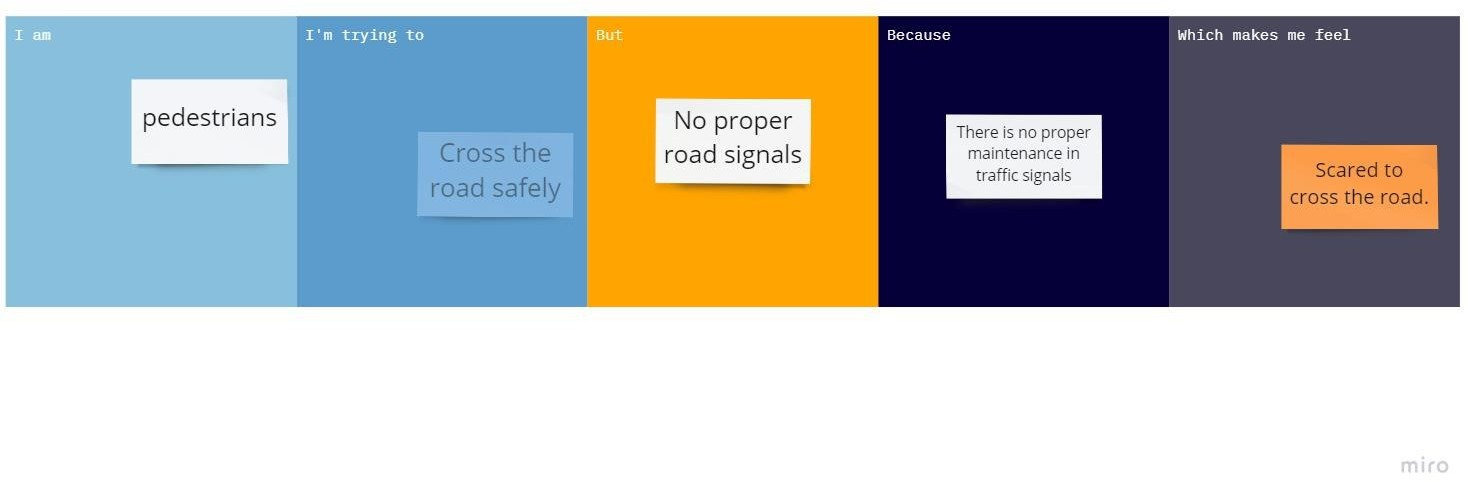 I am
I'm trying to
But
Because
Which makes me feel
pedestrians
Cross the
road safely
No proper
road signals
There is no proper
maintenance in
traffic signals
Scared to
cross the road.
miro